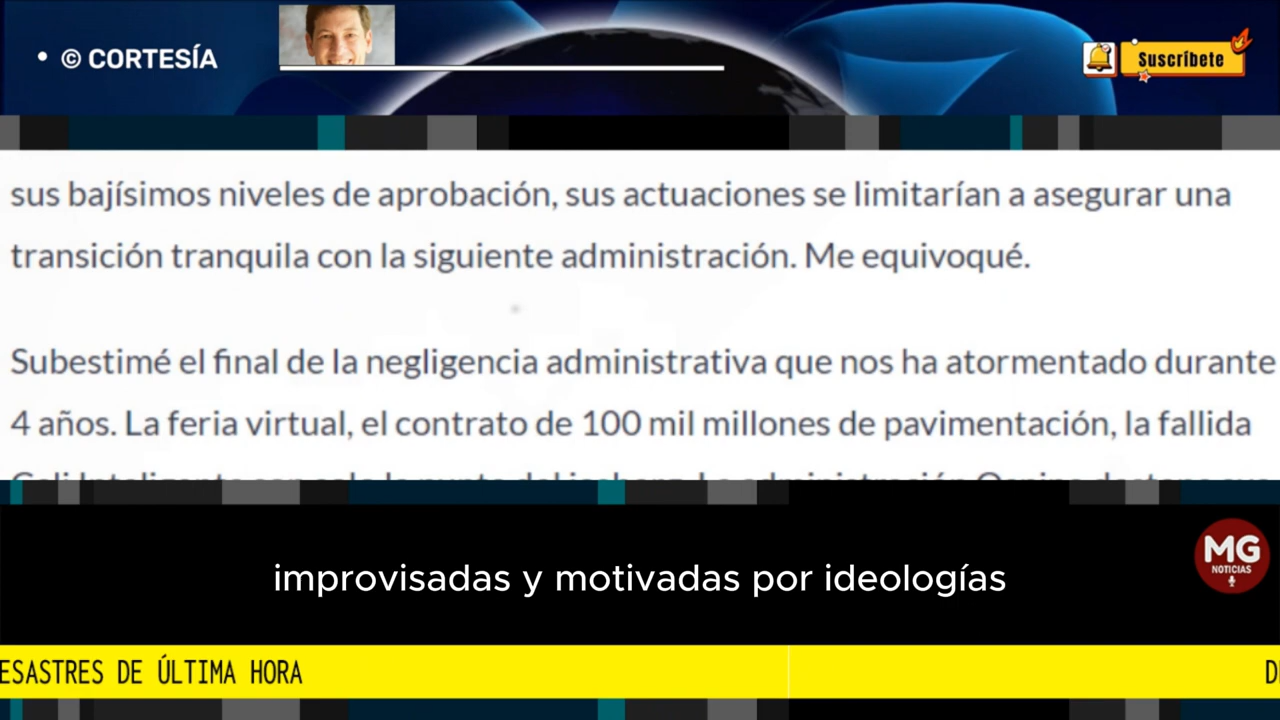 • © CORTESÍA
Suscríbete
sus bajísimos niveles de aprobación, sus actuaciones se limitarían a asegurar una
transición tranquila con la siguiente administración. Me equivoqué.
Subestimé el final de la negligencia administrativa que nos ha atormentado durante
4 años. La feria virtual, el contrato de 100 mil millones de pavimentación, la fallida
improvisadas y motivadas por ideologías
MG
NOTICIAS
ESASTRES DE ÚLTIMA HORA